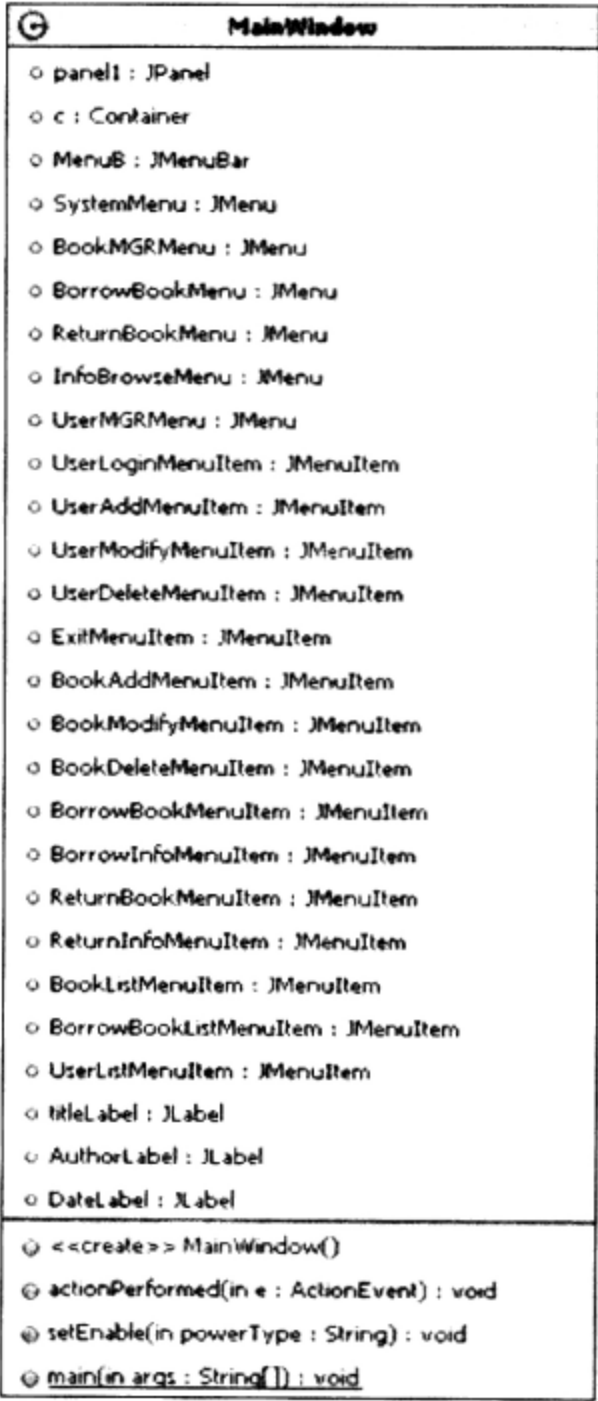 MainWindow
panel1 : JPanel
c : Container
MenuB : JMenuBar
SystemMenu : JMenu
BookMGRMenu : JMenu
BorrowBookMenu : JMenu
ReturnBookMenu : JMenu
InfoBrowseMenu : JMenu
UserMGRMenu : JMenu
UserLoginMenuItem : JMenuItem
UserAddMenuItem : JMenuItem
UserModifyMenuItem : JMenuItem
UserDeleteMenuItem : JMenuItem
ExitMenuItem : JMenuItem
BookAddMenuItem : JMenuItem
BookModifyMenuItem : JMenuItem
BookDeleteMenuItem : JMenuItem
BorrowBookMenuItem : JMenuItem
BorrowInfoMenuItem : JMenuItem
ReturnBookMenuItem : JMenuItem
ReturnInfoMenuItem : JMenuItem
BookListMenuItem : JMenuItem
BorrowBookListMenuItem : JMenuItem
UserListMenuItem : JMenuItem
titleLabel : JLabel
AuthorLabel : JLabel
DateLabel : JLabel
<<create>> MainWindow()
actionPerformed(in e : ActionEvent) : void
setEnable(in powerType : String) : void
main(in args : String[]) : void